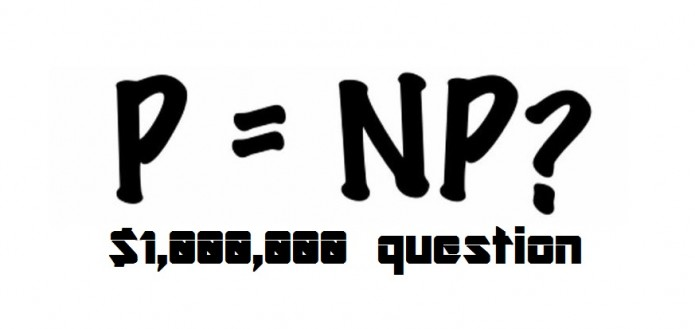 P = NP?
$1,000,000 question